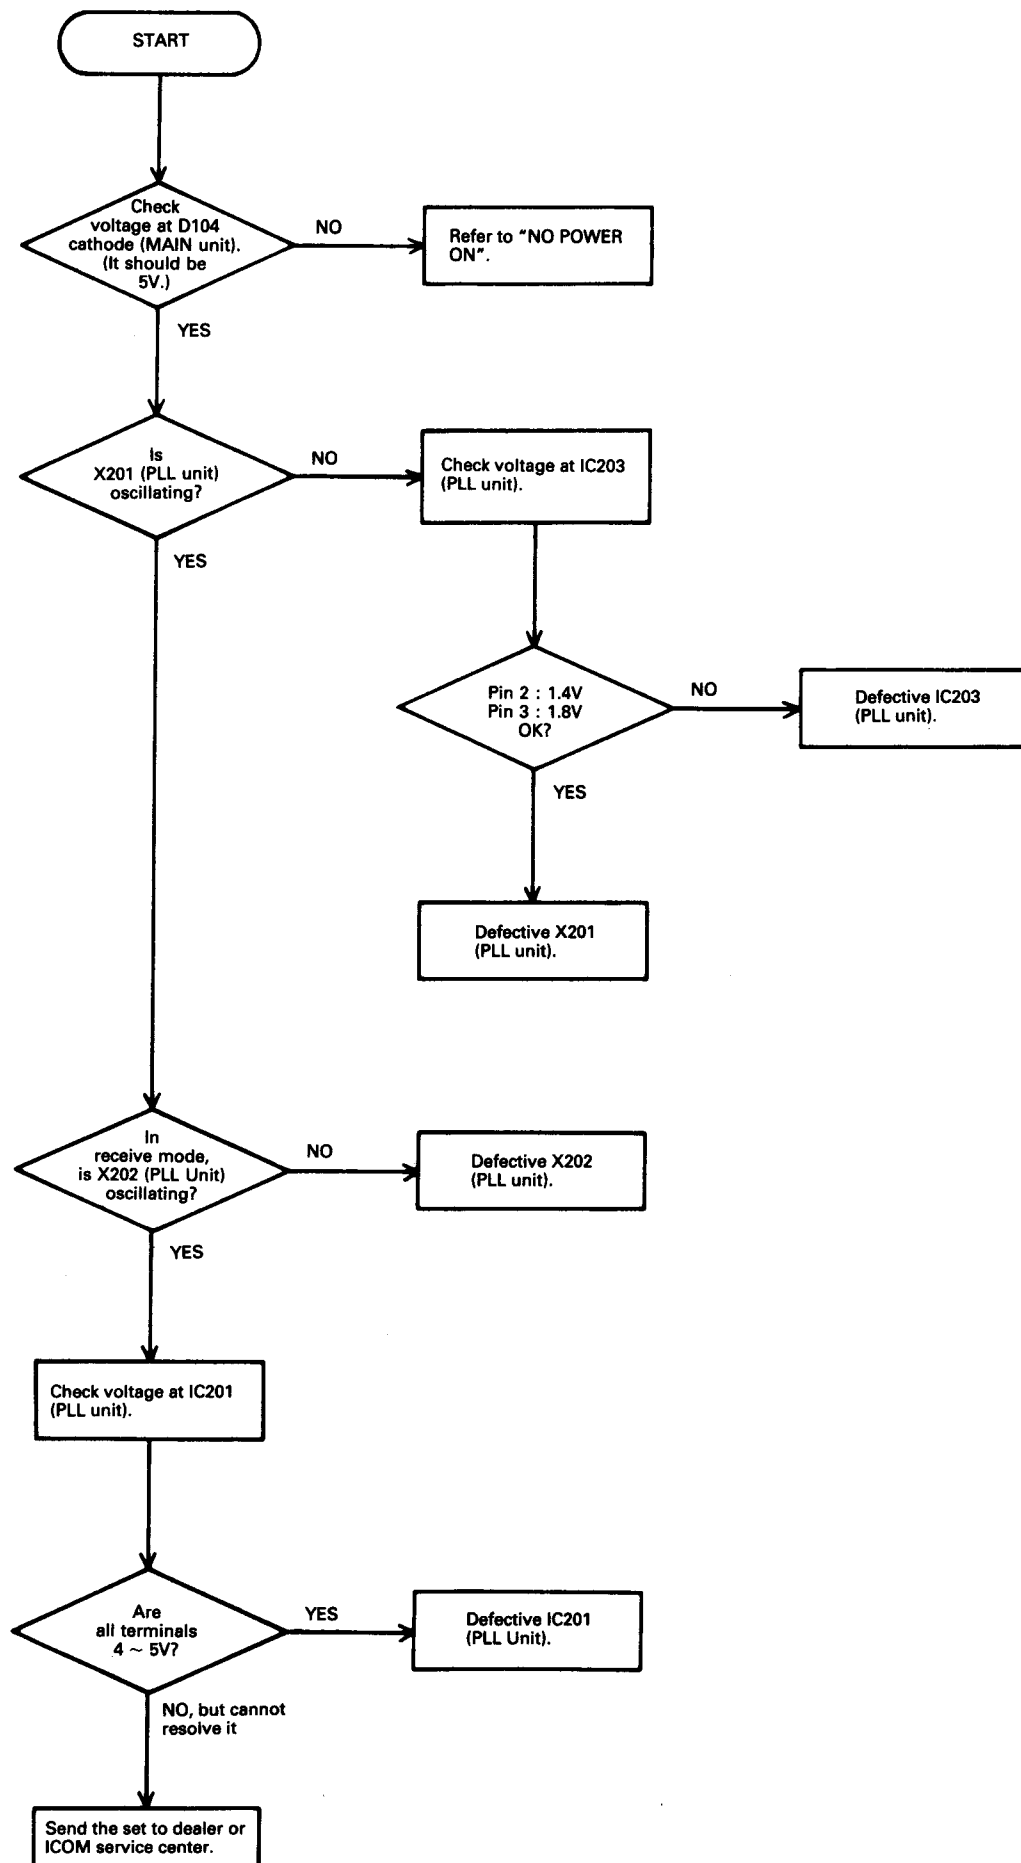 START
Check
voltage at D104
cathode (MAIN unit).
(It should be
5V.)
NO
Refer to "NO POWER
ON".
YES
Is
X201 (PLL unit)
oscillating?
NO
Check voltage at IC203
(PLL unit).
YES
Pin 2 : 1.4V
Pin 3 : 1.8V
OK?
NO
Defective IC203
(PLL unit).
YES
Defective X201
(PLL unit).
In
receive mode,
is X202 (PLL Unit)
oscillating?
NO
Defective X202
(PLL unit).
YES
Check voltage at IC201
(PLL unit).
Are
all terminals
4 ~ 5V?
YES
Defective IC201
(PLL Unit).
NO, but cannot
resolve it
Send the set to dealer or
ICOM service center.